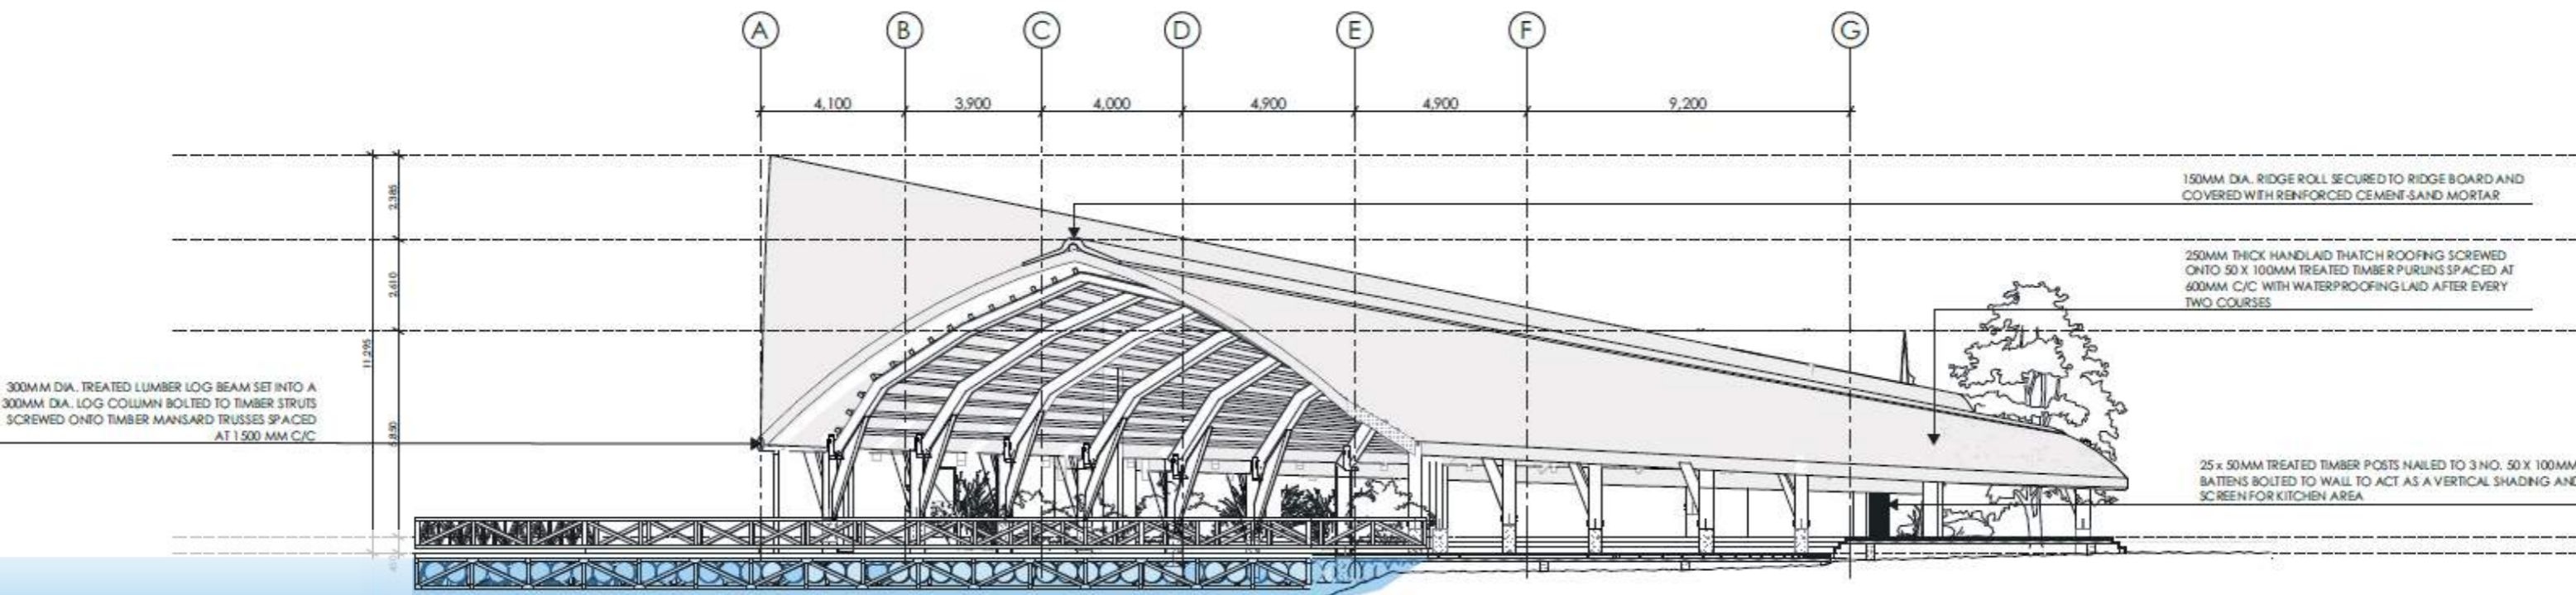 A
B
C
D
E
F
G
4,100
3,900
4,000
4,900
4,900
9,200
2,385
2,610
11,295
6,850
150MM DIA. RIDGE ROLL SECURED TO RIDGE BOARD AND
COVERED WITH REINFORCED CEMENT-SAND MORTAR
250MM THICK HANDLAID THATCH ROOFING SCREWED
ONTO 50 X 100MM TREATED TIMBER PURLINS SPACED AT
600MM C/C WITH WATERPROOFING LAID AFTER EVERY
TWO COURSES
300MM DIA. TREATED LUMBER LOG BEAM SET INTO A
300MM DIA. LOG COLUMN BOLTED TO TIMBER STRUTS
SCREWED ONTO TIMBER MANSARD TRUSSES SPACED
AT 1500 MM C/C
25 x 50MM TREATED TIMBER POSTS NAILED TO 3 NO. 50 X 100MM
BATTENS BOLTED TO WALL TO ACT AS A VERTICAL SHADING AND
SCREEN FOR KITCHEN AREA